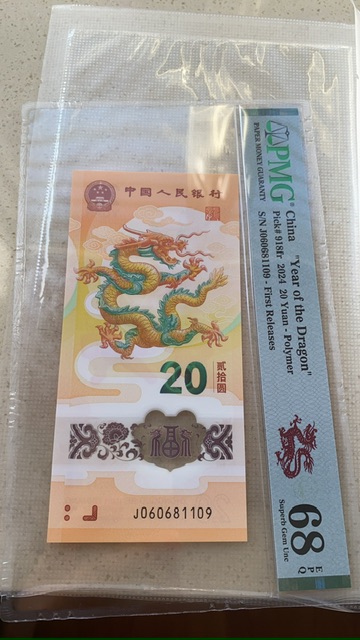 中国人民银行
20
贰拾圆
福
J060681109
PMG
PAPER MONEY GUARANTY
China "Year of the Dragon"
Pick# 918fr 2024 20 Yuan - Polymer
S/N J060681109 - First Releases
68
EPQ
Superb Gem Unc